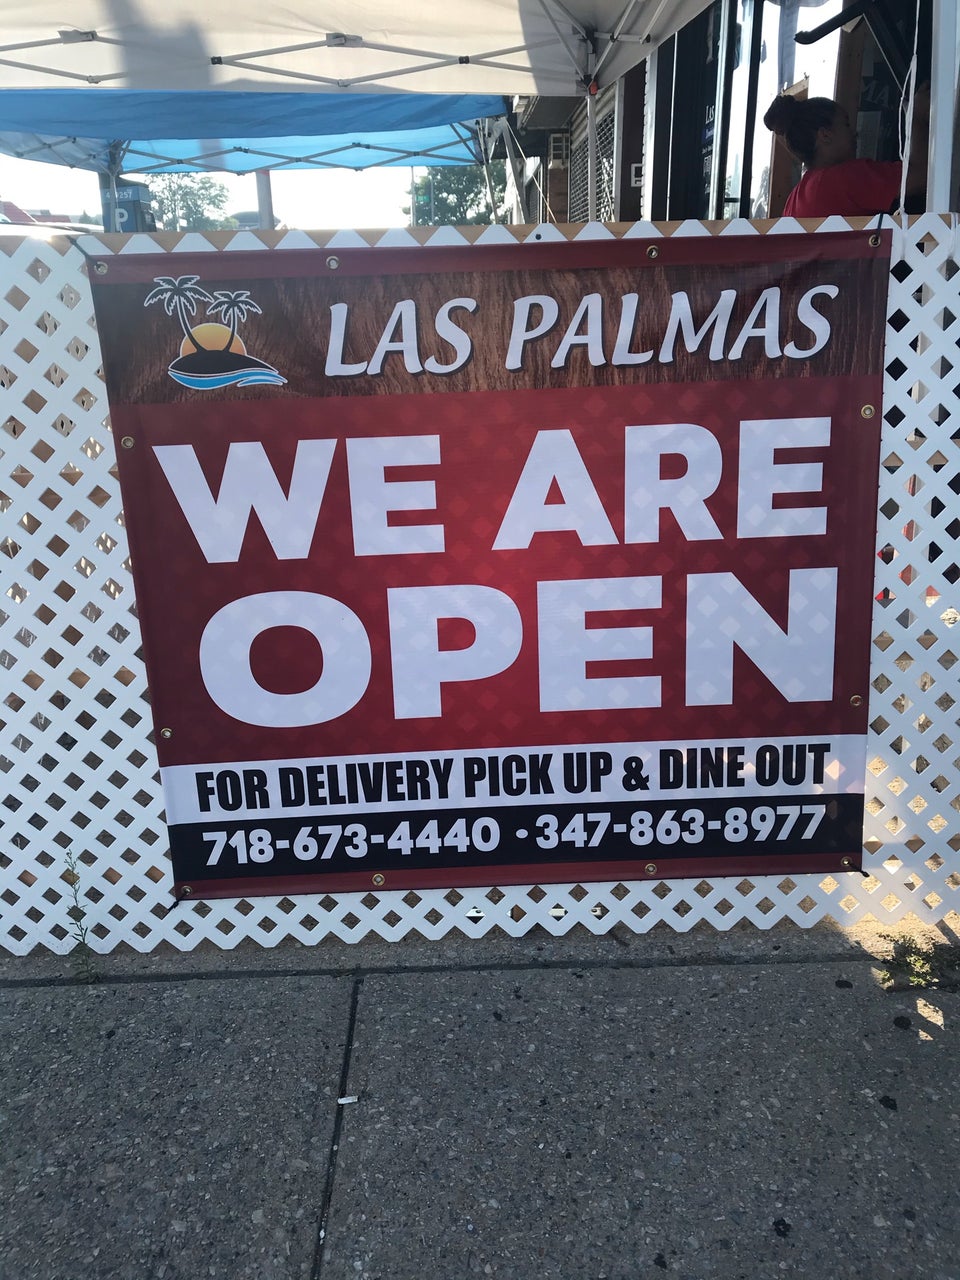 LAS PALMAS
WE ARE
OPEN
FOR DELIVERY PICK UP & DINE OUT
718-673-4440 · 347-863-8977
P